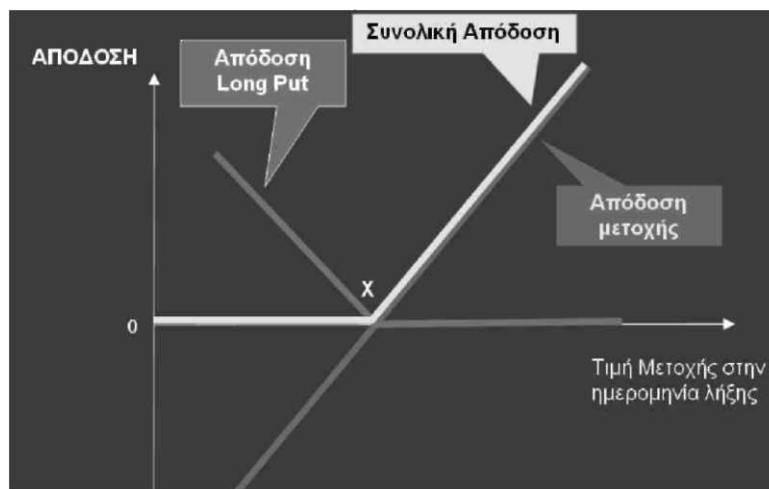 ΑΠΟΔΟΣΗ
Απόδοση
Long Put
Συνολική Απόδοση
Απόδοση
μετοχής
X
0
Τιμή Μετοχής στην
ημερομηνία λήξης